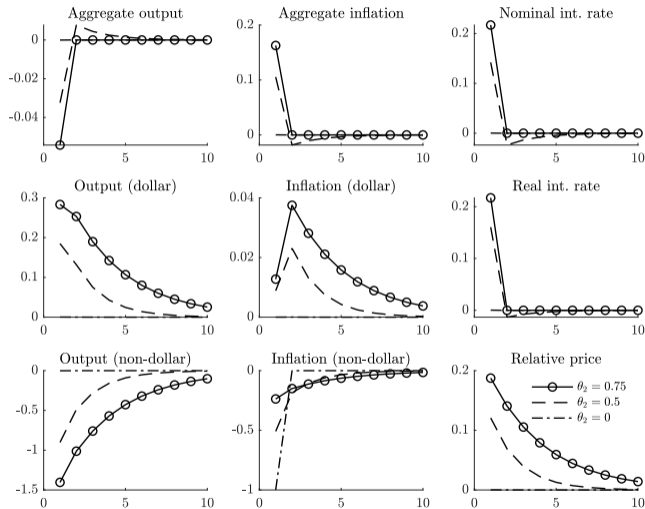 Aggregate output Aggregate inflation Nominal int. rate
0 0.2 0.2
-0.02 0.1 0.1
-0.04 0 0
0 5 10 0 5 10 0 5 10
Output (dollar) Inflation (dollar) Real int. rate
0.3 0.04 0.2
0.2 0.02 0.1
0.1
0 0 0
0 5 10 0 5 10 0 5 10
Output (non-dollar) Inflation (non-dollar) Relative price
0 0 0.2
θ₂ = 0.75
-0.5 θ₂ = 0.5
θ₂ = 0
-0.5 0.1
-1
-1.5 -1 0
0 5 10 0 5 10 0 5 10